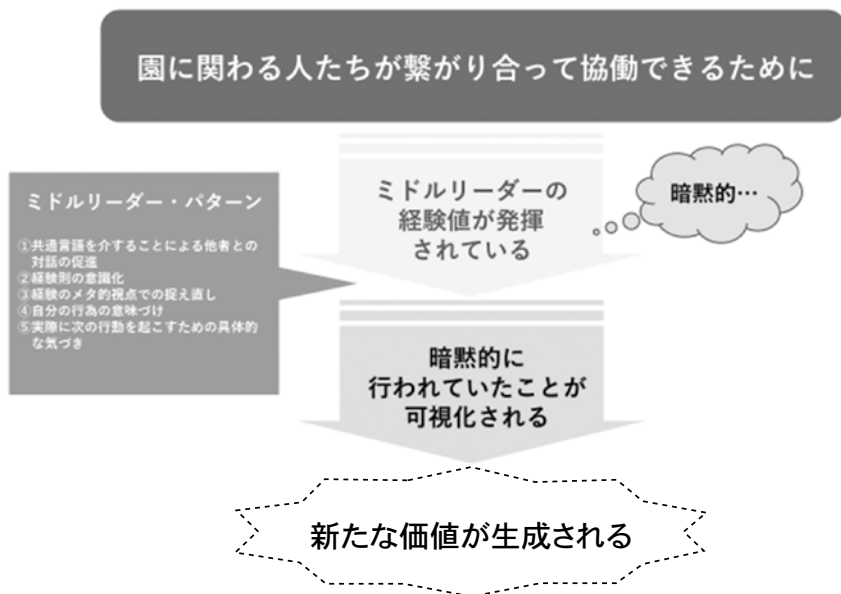 園に関わる人たちが繋がり合って協働できるために
ミドルリーダーの
経験値が発揮
されている
暗黙的…
ミドルリーダー・パターン
①共通言語を介することによる他者との
対話の促進
②経験則の意識化
③経験のメタ的視点での捉え直し
④自分の行為の意味づけ
⑤実際に次の行動を起こすための具体的
な気づき
暗黙的に
行われていたことが
可視化される
新たな価値が生成される